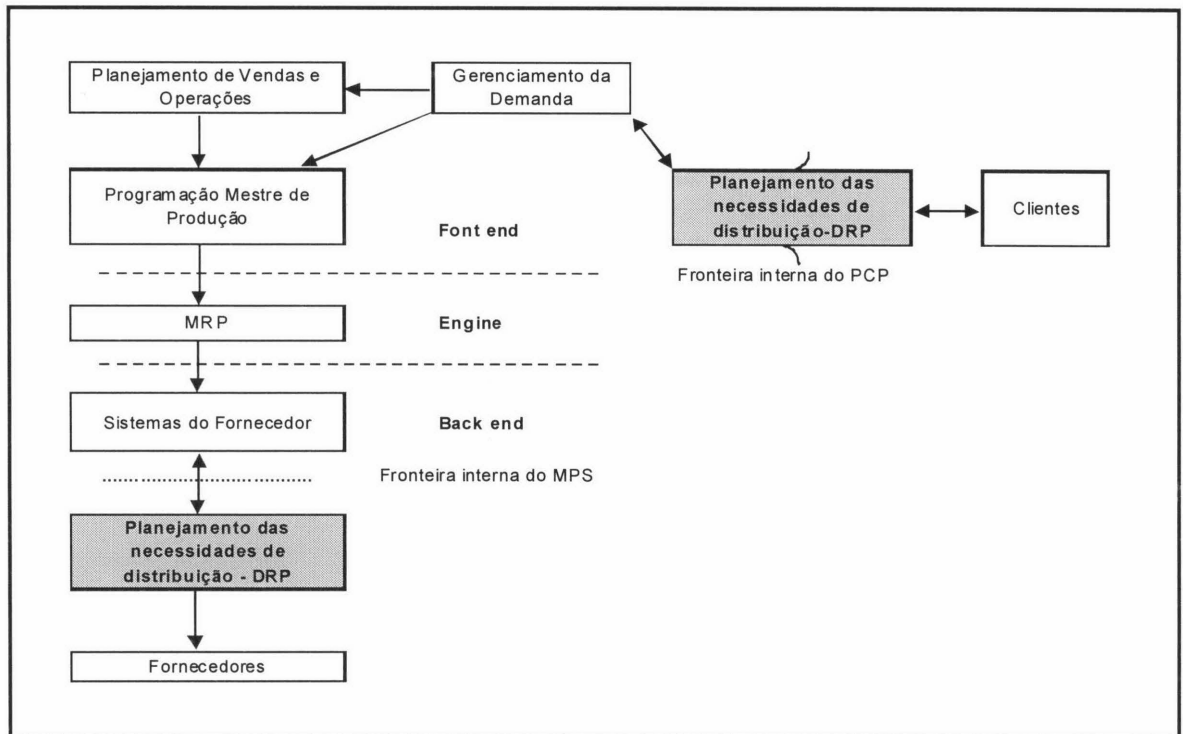 Planejamento de Vendas e
Operações
Gerenciamento da
Demanda
Programação Mestre de
Produção
Planejamento das
necessidades de
distribuição-DRP
Clientes
Font end
Fronteira interna do PCP
MRP
Engine
Sistemas do Fornecedor
Back end
Fronteira interna do MPS
Planejamento das
necessidades de
distribuição - DRP
Fornecedores